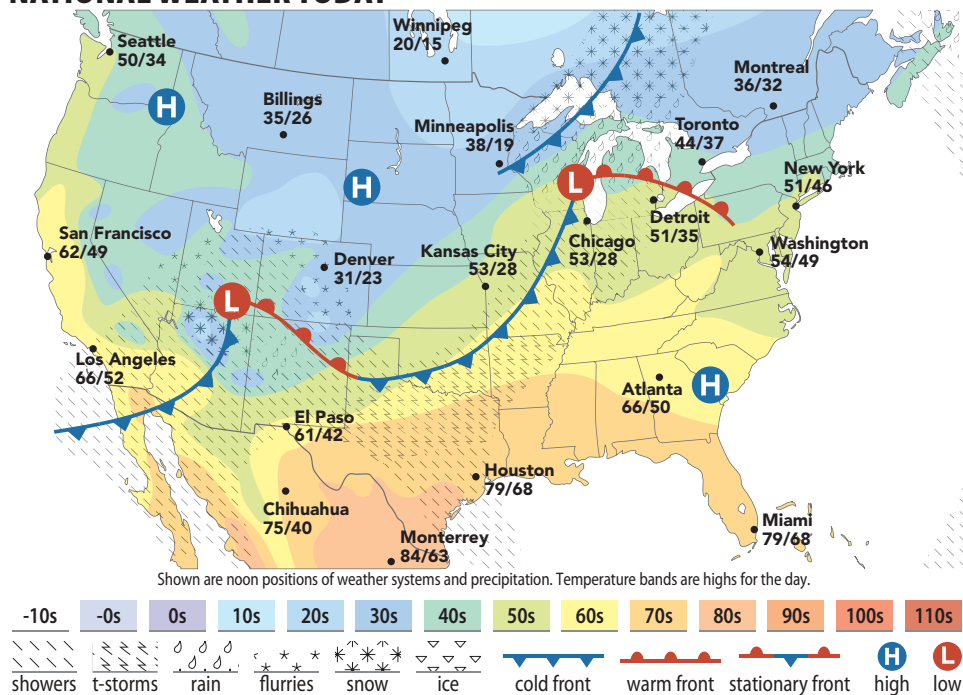 NATIONAL WEATHER TODAY
Winnipeg
20/15
Seattle
50/34
Montreal
36/32
Billings
35/26
Minneapolis
38/19
Toronto
44/37
H
New York
51/46
H
L
San Francisco
62/49
Detroit
51/35
Washington
54/49
Kansas City
53/28
Chicago
53/28
Denver
31/23
L
Los Angeles
66/52
Atlanta
66/50
H
El Paso
61/42
Houston
79/68
Chihuahua
75/40
Miami
79/68
Monterrey
84/63
Shown are noon positions of weather systems and precipitation. Temperature bands are highs for the day.
-10s -0s 0s 10s 20s 30s 40s 50s 60s 70s 80s 90s 100s 110s
H L
showers t-storms rain flurries snow ice cold front warm front stationary front high low